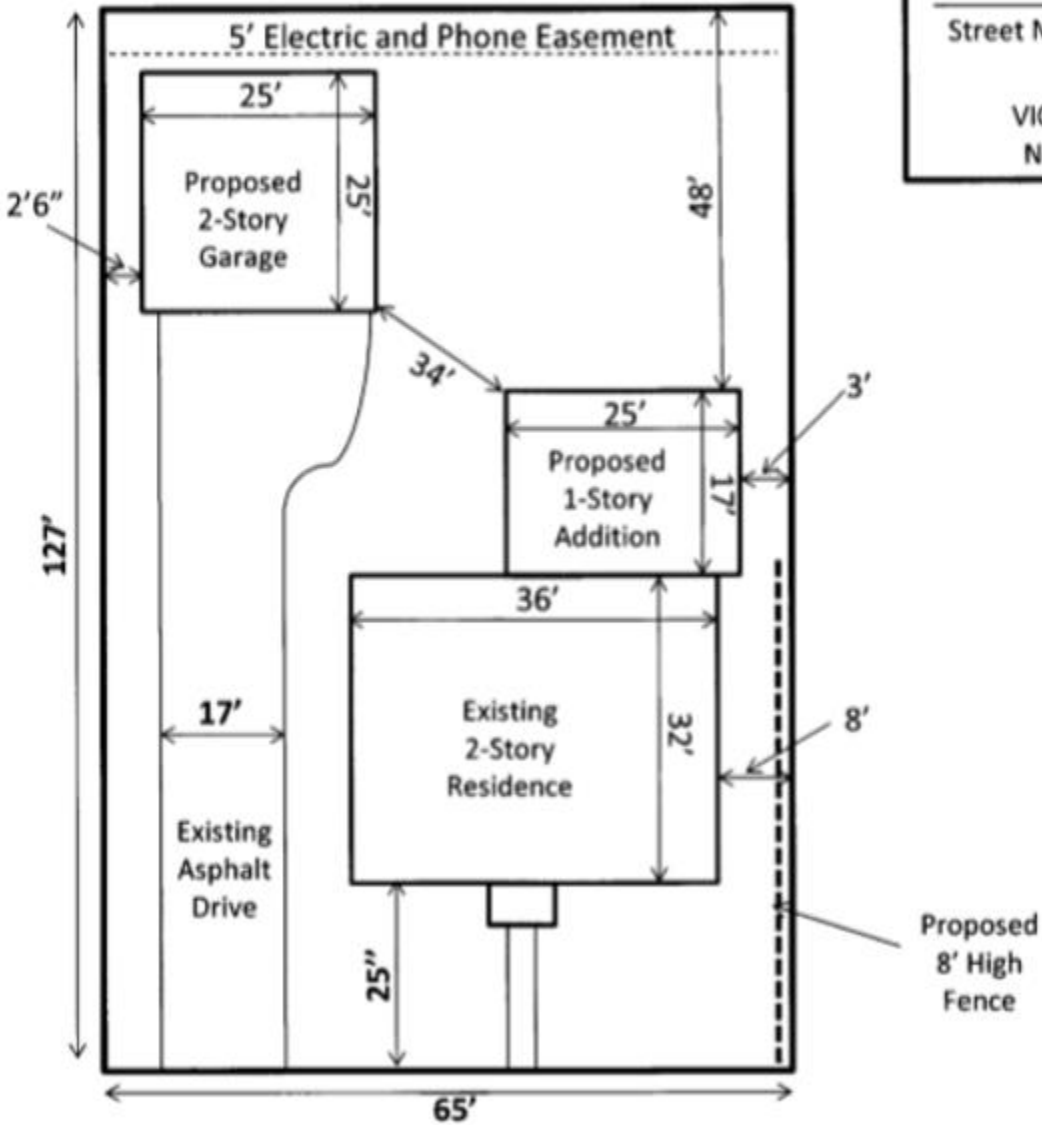 5' Electric and Phone Easement
Street N
VIC
N
25'
Proposed
2-Story
Garage
25'
2'6"
48'
34'
3'
25'
Proposed
1-Story
Addition
17'
127'
36'
Existing
2-Story
Residence
32'
17'
8'
Existing
Asphalt
Drive
25"
Proposed
8' High
Fence
65'